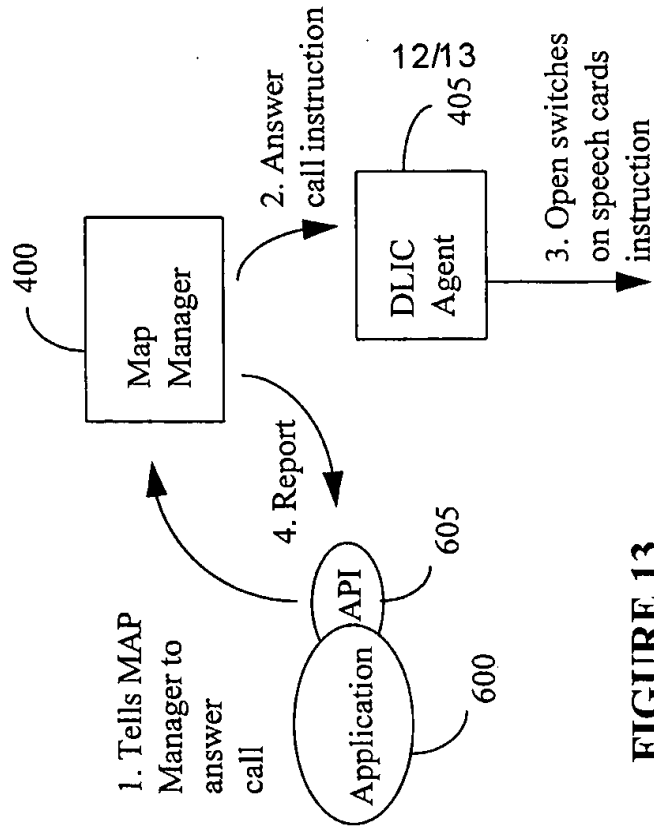 12/13
1. Tells MAP
Manager to
answer
call
400
Map
Manager
2. Answer
call instruction
4. Report
Application
API
600
605
DLIC
Agent
405
3. Open switches
on speech cards
instruction
FIGURE 13